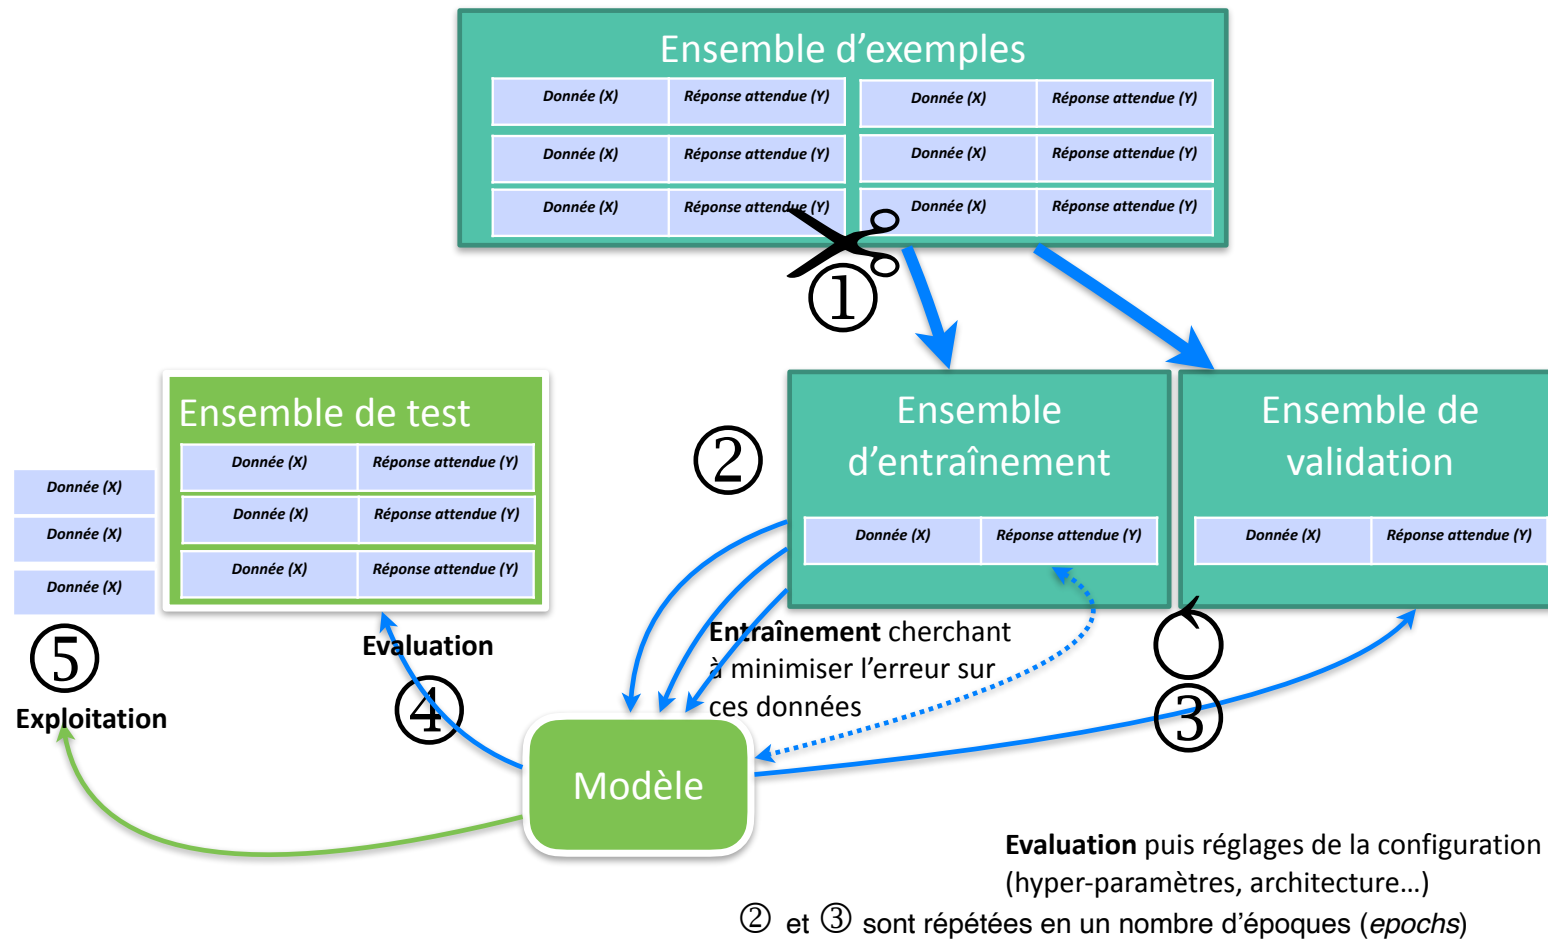 Ensemble d'exemples
Donnée (X) Réponse attendue (Y) Donnée (X) Réponse attendue (Y)
Donnée (X) Réponse attendue (Y) Donnée (X) Réponse attendue (Y)
Donnée (X) Réponse attendue (Y) Donnée (X) Réponse attendue (Y)
①
Ensemble de test
Donnée (X) Réponse attendue (Y)
Donnée (X) Réponse attendue (Y)
Donnée (X) Réponse attendue (Y)
Donnée (X)
Donnée (X)
Donnée (X)
②
Ensemble
d'entraînement
Donnée (X) Réponse attendue (Y)
Ensemble de
validation
Donnée (X) Réponse attendue (Y)
Entraînement cherchant
à minimiser l'erreur sur
ces données
③
Evaluation
④
⑤
Exploitation
Modèle
Evaluation puis réglages de la configuration
(hyper-paramètres, architecture…)
② et ③ sont répétées en un nombre d'époques (epochs)